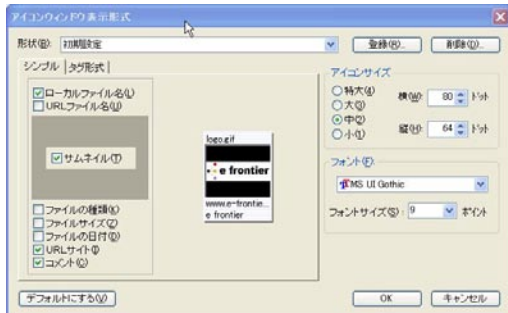 アイコンウィンドウ表示形式
形状(B): 初期設定 登録(R)... 削除(D)...
シンプル タグ形式
ローカルファイル名(L)
URLファイル名(U)
サムネイル(T)
ファイルの種類(K)
ファイルサイズ(Z)
ファイルの日付(D)
URLサイト(I)
コメント(C)
logo.gif
e frontier
www.e-frontie...
e frontier
アイコンサイズ
特大(4)
大(3)
中(2)
小(1)
横(W): 80 ドット
縦(H): 64 ドット
フォント(F):
MS UI Gothic
フォントサイズ(S): 9 ポイント
デフォルトにする(V) OK キャンセル